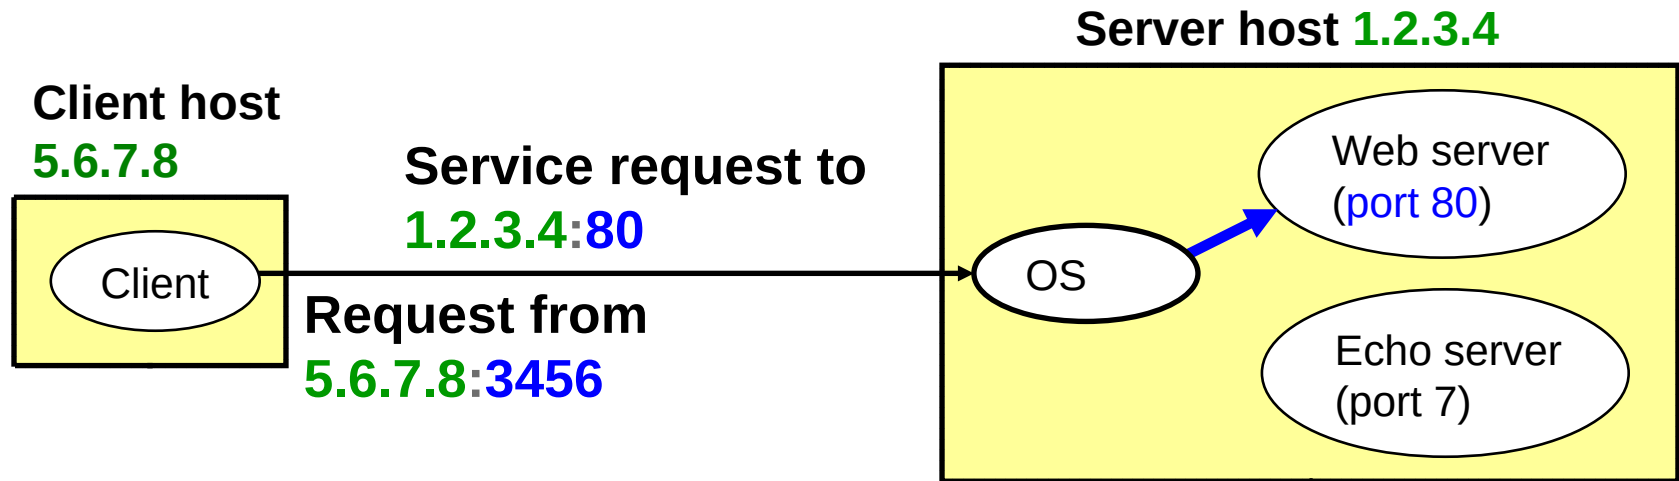 Server host 1.2.3.4
Client host
5.6.7.8
Service request to
1.2.3.4:80
Client
Request from
5.6.7.8:3456
OS
Web server
(port 80)
Echo server
(port 7)